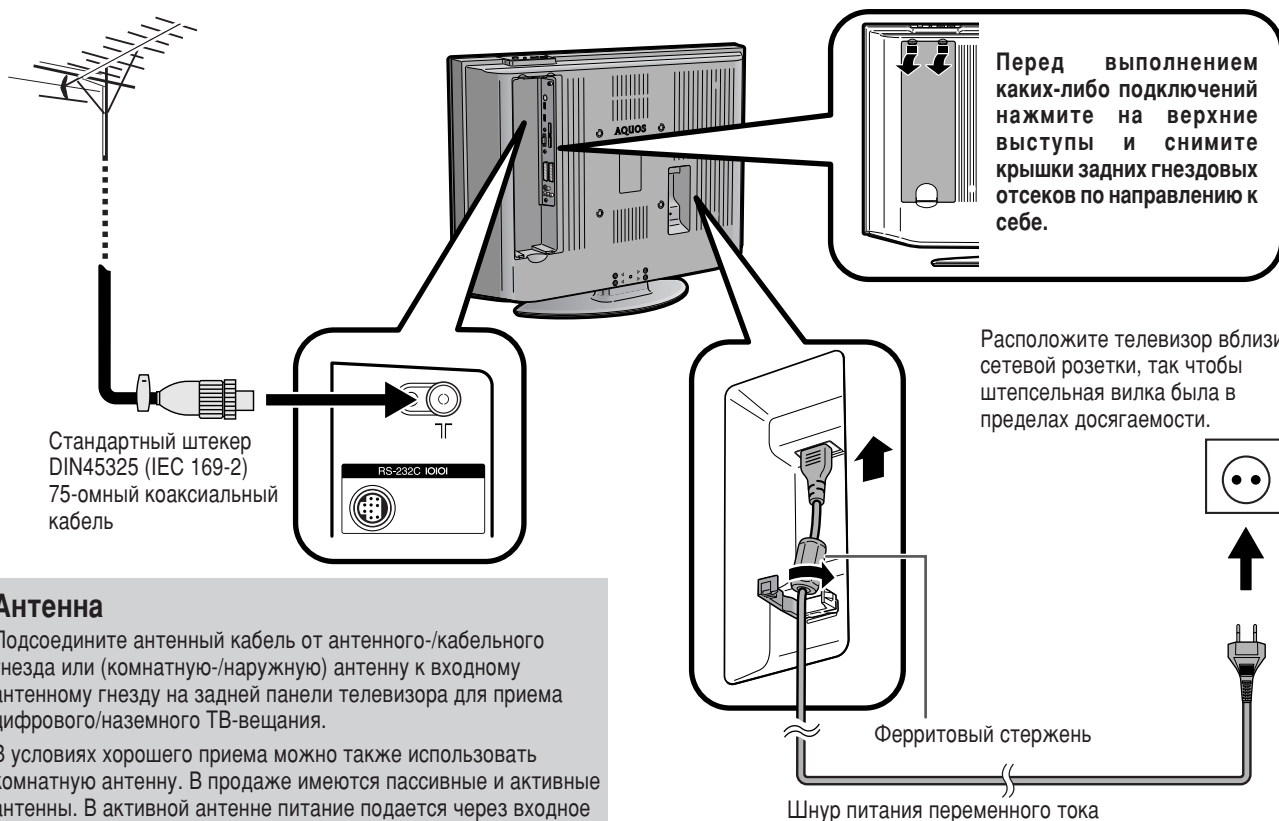 AQUOS
Перед выполнением
каких-либо подключений
нажмите на верхние
выступы и снимите
крышки задних гнездовых
отсеков по направлению к
себе.
Расположите телевизор вблизи
сетевой розетки, так чтобы
штепсельная вилка была в
пределах досягаемости.
Стандартный штекер
DIN45325 (IEC 169-2)
75-омный коаксиальный
кабель
RS-232C IOIOI
Антенна
Подсоедините антенный кабель от антенного-/кабельного
гнезда или (комнатную-/наружную) антенну к входному
антенному гнезду на задней панели телевизора для приема
цифрового/наземного ТВ-вещания.
В условиях хорошего приема можно также использовать
комнатную антенну. В продаже имеются пассивные и активные
антенны. В активной антенне питание подается через входное
Ферритовый стержень
Шнур питания переменного тока